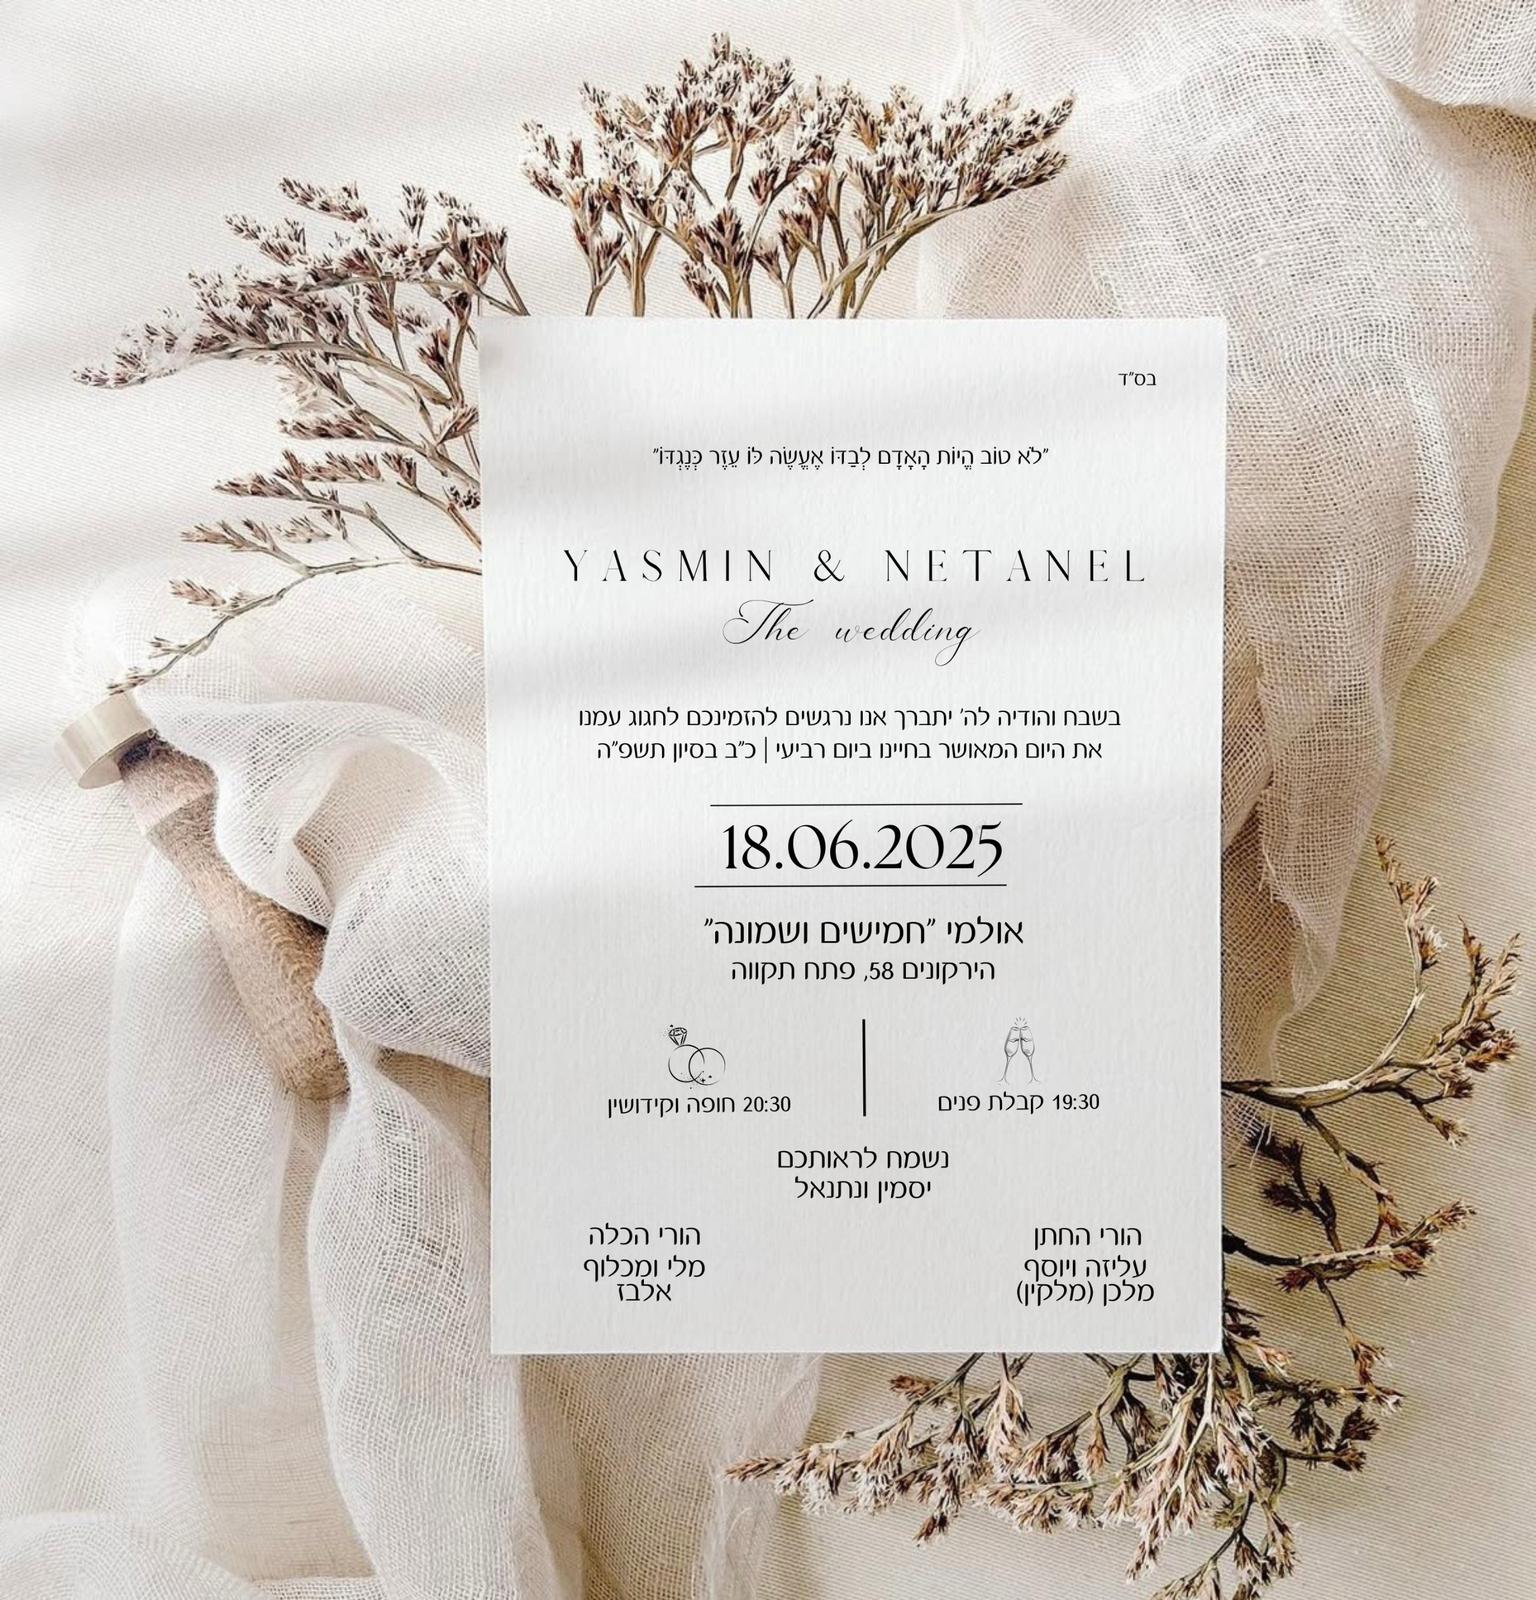 בס"ד
"לֹא טוֹב הֱיוֹת הָאָדָם לְבַדּוֹ אֶעֱשֶׂה לּוֹ עֵזֶר כְּנֶגְדּוֹ"
YASMIN & NETANEL
The wedding
בשבח והודיה לה' יתברך אנו נרגשים להזמינכם לחגוג עמנו
את היום המאושר בחיינו ביום רביעי | כ"ב בסיון תשפ"ה
18.06.2025
אולמי "חמישים ושמונה"
הירקונים 58, פתח תקווה
19:30 קבלת פנים
20:30 חופה וקידושין
נשמח לראותכם
יסמין ונתנאל
הורי החתן
עליזה ויוסף
מלכן (מלקין)
הורי הכלה
מלי ומכלוף
אלבז